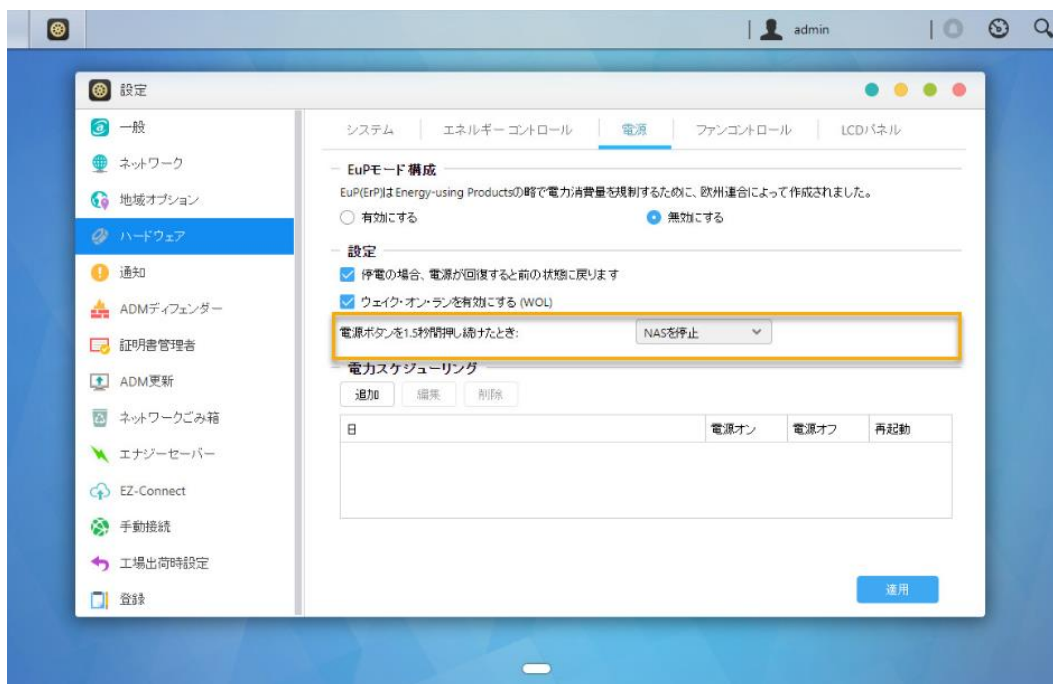 admin
設定
一般
ネットワーク
地域オプション
ハードウェア
通知
ADMディフェンダー
証明書管理者
ADM更新
ネットワークごみ箱
エナジーセーバー
EZ-Connect
手動接続
工場出荷時設定
登録
システム エネルギー コントロール 電源 ファンコントロール LCDパネル
EuPモード構成
EuP(ErP)はEnergy-using Productsの略で電力消費量を規制するために、欧州連合によって作成されました。
有効にする 無効にする
設定
停電の場合、電源が回復すると前の状態に戻ります
ウェイク・オン・ランを有効にする (WOL)
電源ボタンを1.5秒間押し続けたとき: NASを停止
電力スケジューリング
追加 編集 削除
日 電源オン 電源オフ 再起動
適用